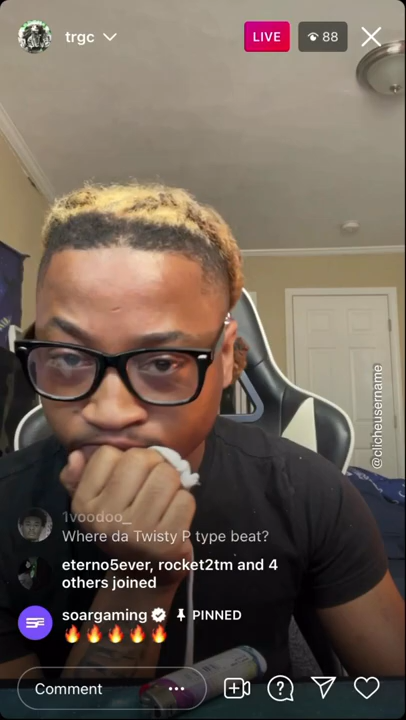 trgc
LIVE
88
@clicheusername
1voodoo_
Where da Twisty P type beat?
eterno5ever, rocket2tm and 4
others joined
soargaming PINNED
🔥🔥🔥🔥🔥
Comment